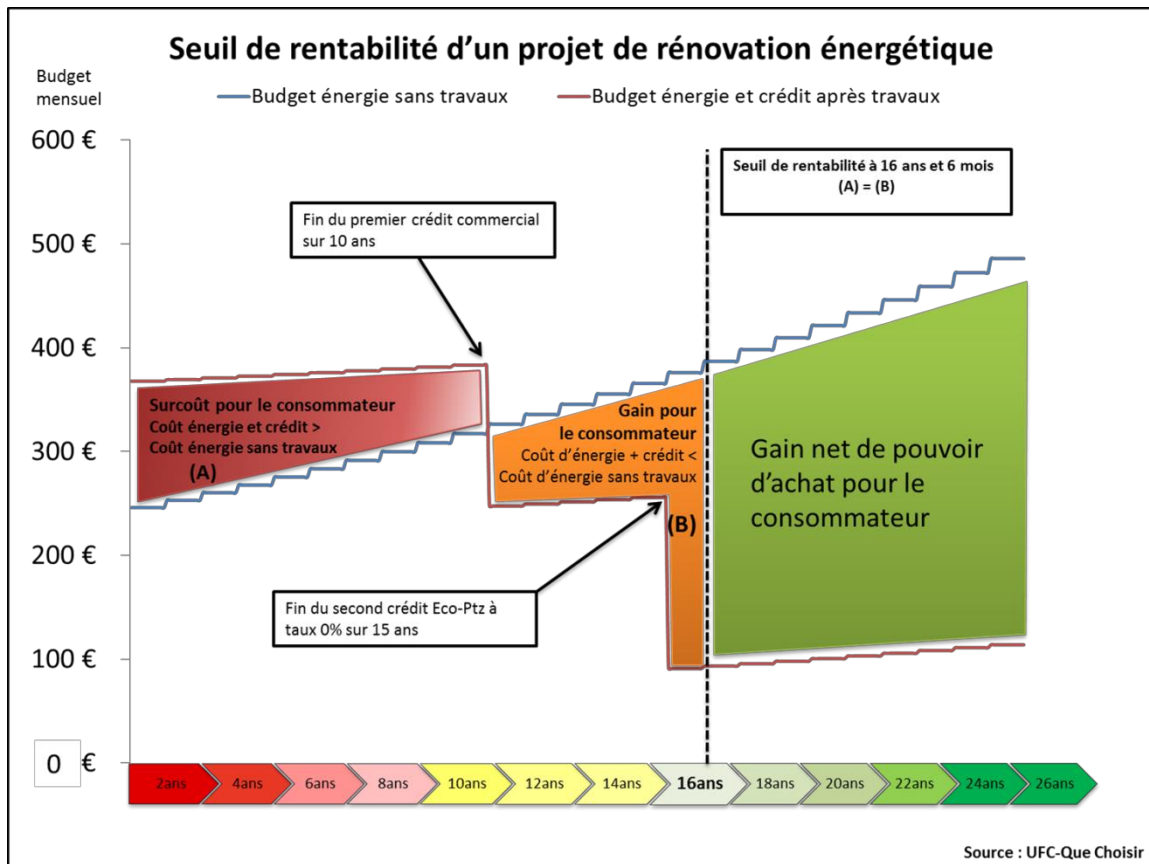 Seuil de rentabilité d'un projet de rénovation énergétique
Budget
mensuel
Budget énergie sans travaux
Budget énergie et crédit après travaux
600 €
500 €
400 €
300 €
200 €
100 €
0 €
Seuil de rentabilité à 16 ans et 6 mois
(A) = (B)
Fin du premier crédit commercial
sur 10 ans
Surcoût pour le consommateur
Coût énergie et crédit >
Coût énergie sans travaux
(A)
Gain pour
le consommateur
Coût d'énergie + crédit <
Coût d'énergie sans travaux
(B)
Gain net de pouvoir
d'achat pour le
consommateur
Fin du second crédit Eco-Ptz à
taux 0% sur 15 ans
2ans 4ans 6ans 8ans 10ans 12ans 14ans 16ans 18ans 20ans 22ans 24ans 26ans
Source : UFC-Que Choisir